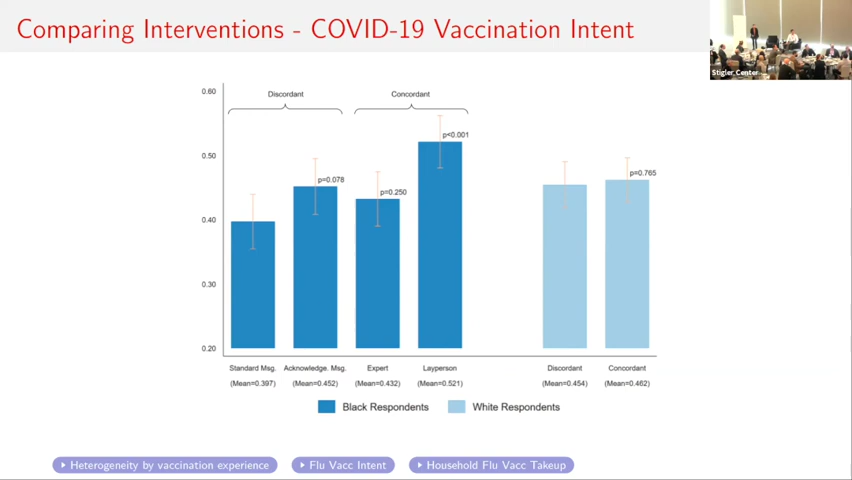 Comparing Interventions - COVID-19 Vaccination Intent
Stigler Center
0.60
0.50
0.40
0.30
0.20
Discordant
Concordant
p=0.078
p=0.250
p<0.001
p=0.765
Standard Msg. Acknowledge. Msg. Expert Layperson Discordant Concordant
(Mean=0.397) (Mean=0.452) (Mean=0.432) (Mean=0.521) (Mean=0.454) (Mean=0.462)
Black Respondents White Respondents
Heterogeneity by vaccination experience Flu Vacc Intent Household Flu Vacc Takeup